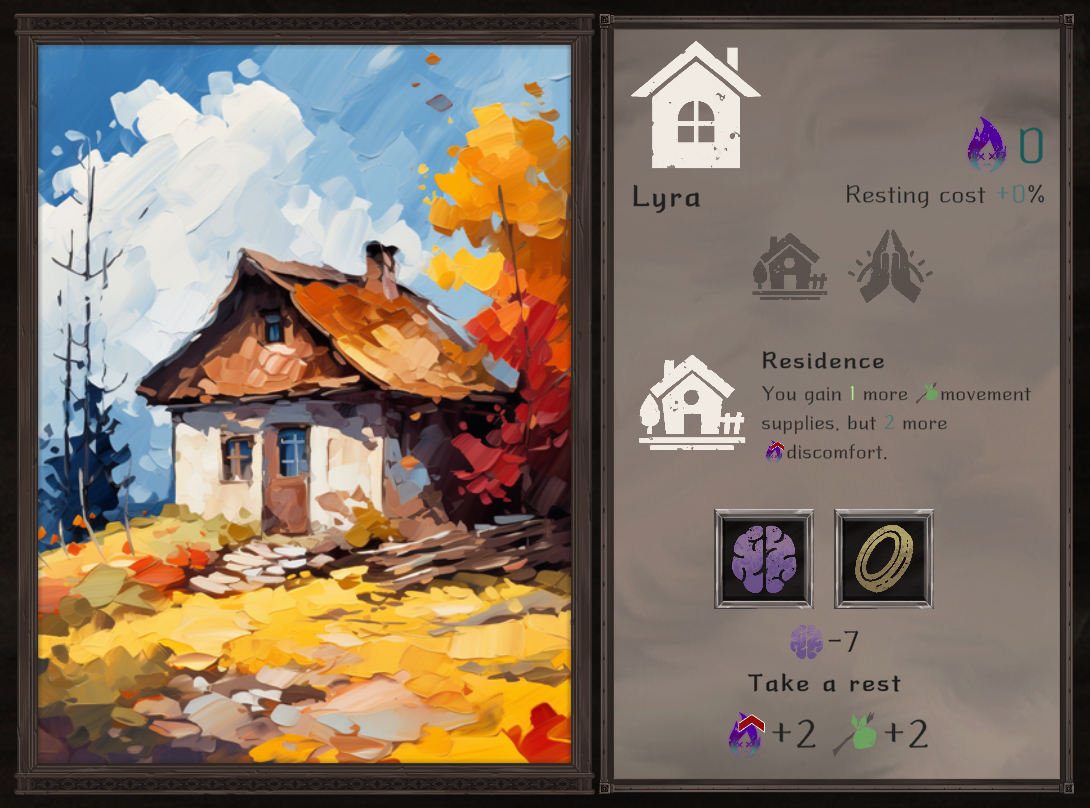 0
Lyra
Resting cost +0%
Residence
You gain 1 more movement
supplies, but 2 more
discomfort.
-7
Take a rest
+2 +2